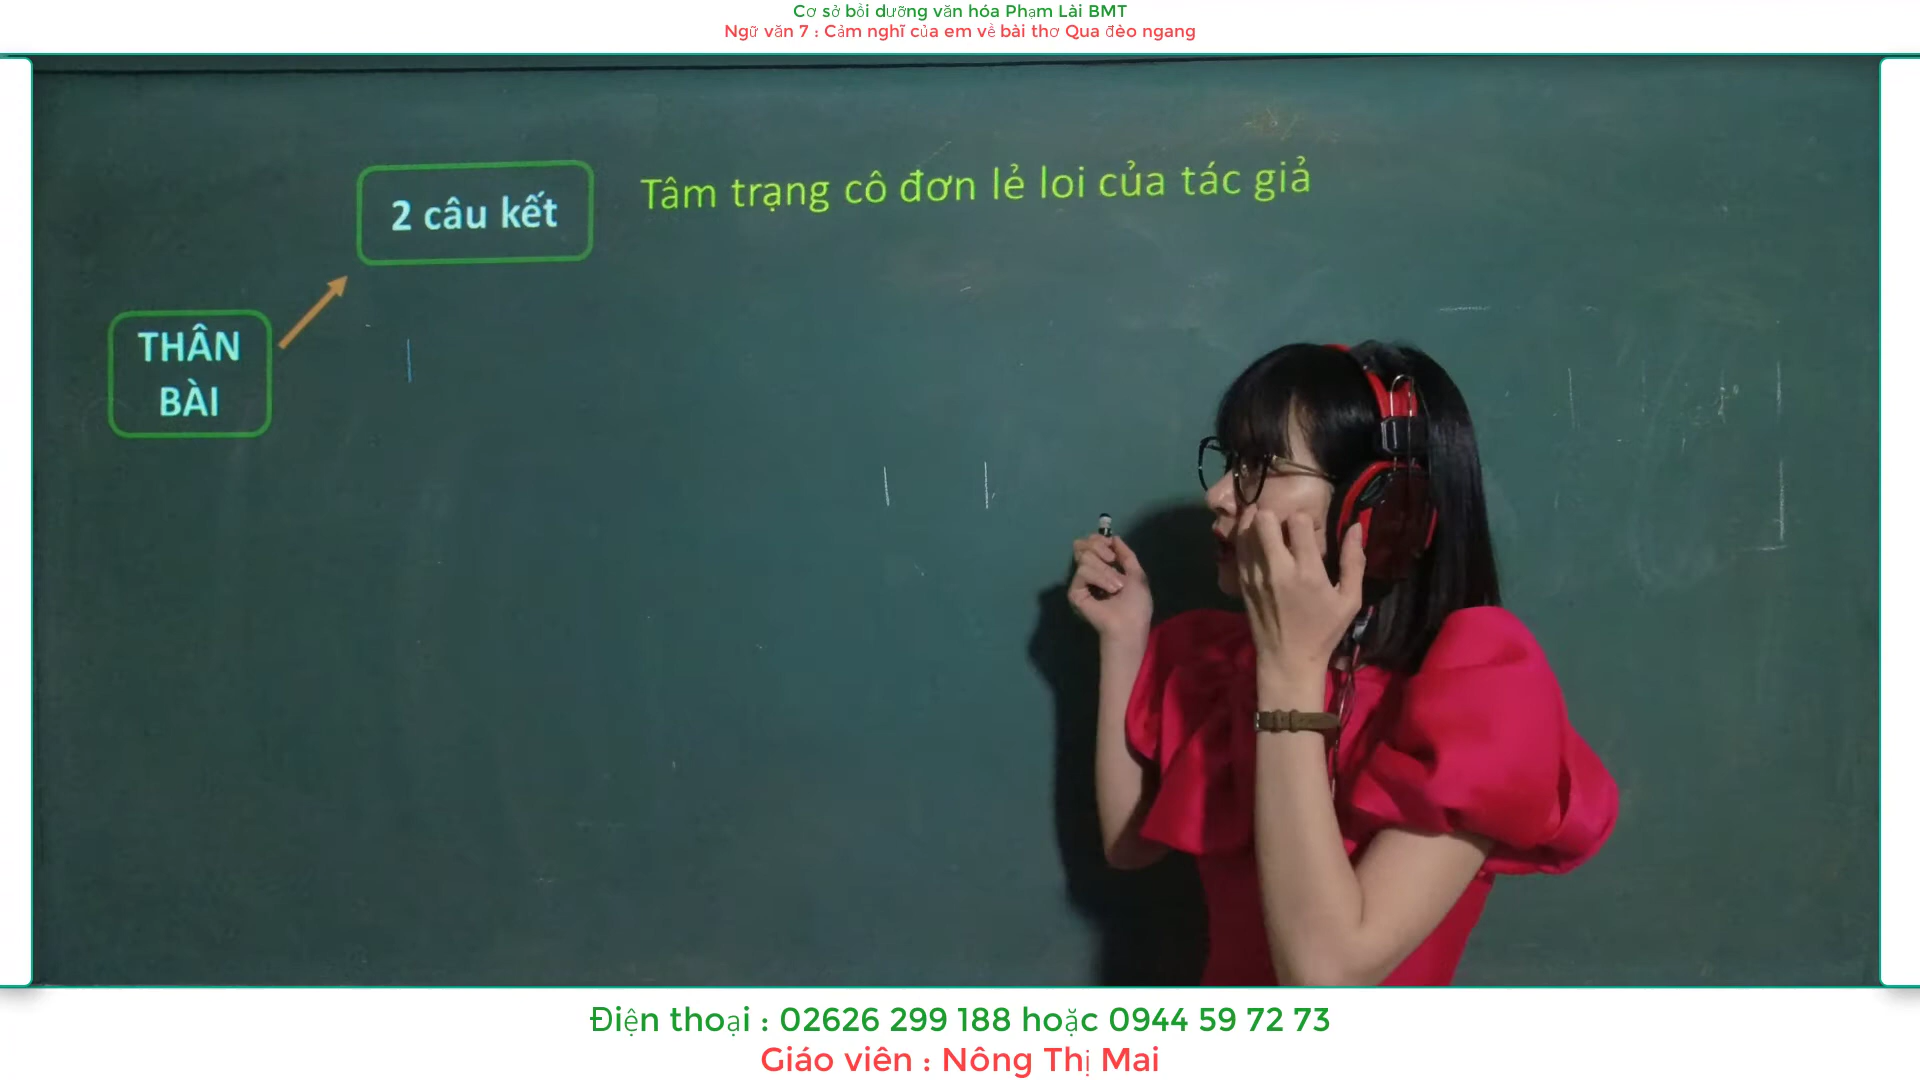 Cơ sở bồi dưỡng văn hóa Phạm Lài BMT
Ngữ văn 7 : Cảm nghĩ của em về bài thơ Qua đèo ngang
2 câu kết
Tâm trạng cô đơn lẻ loi của tác giả
THÂN
BÀI
Điện thoại : 02626 299 188 hoặc 0944 59 72 73
Giáo viên : Nông Thị Mai